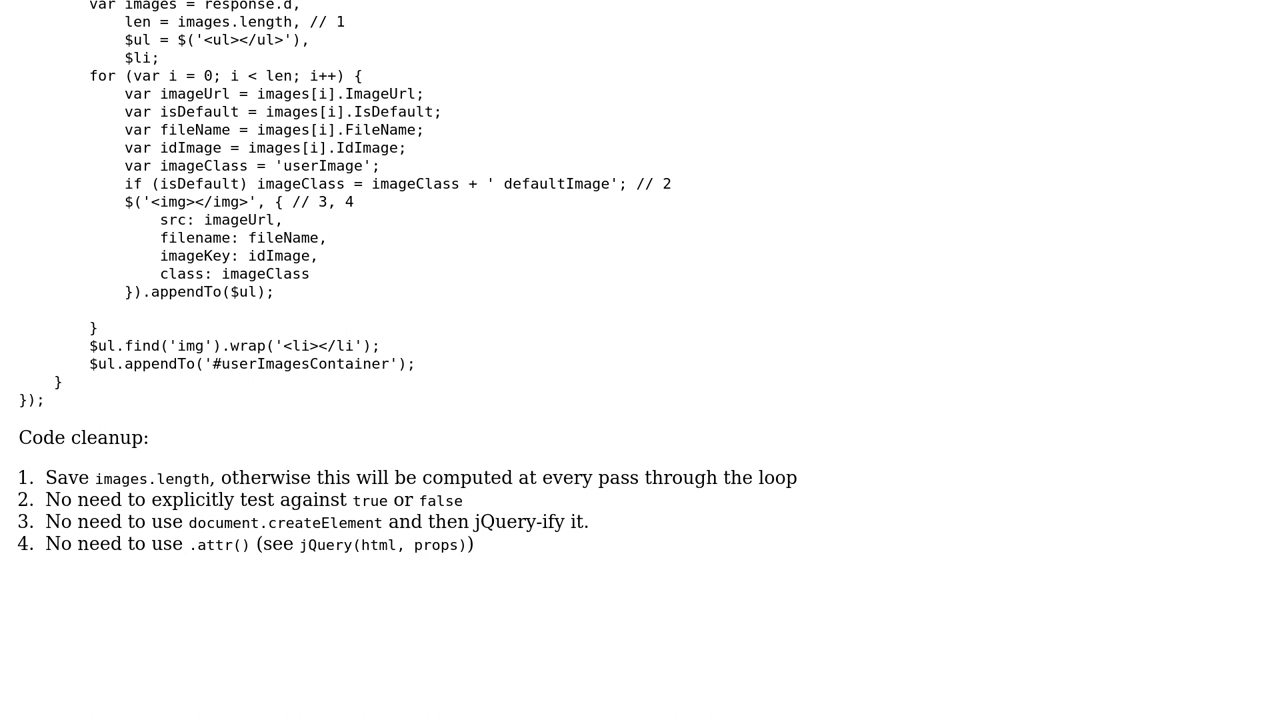 var images = response.d,
len = images.length, // 1
$ul = $('<ul></ul>'),
$li;
for (var i = 0; i < len; i++) {
var imageUrl = images[i].ImageUrl;
var isDefault = images[i].IsDefault;
var fileName = images[i].FileName;
var idImage = images[i].IdImage;
var imageClass = 'userImage';
if (isDefault) imageClass = imageClass + ' defaultImage'; // 2
$('<img></img>', { // 3, 4
src: imageUrl,
filename: fileName,
imageKey: idImage,
class: imageClass
}).appendTo($ul);
}
$ul.find('img').wrap('<li></li');
$ul.appendTo('#userImagesContainer');
}
});
Code cleanup:
1. Save images.length, otherwise this will be computed at every pass through the loop
2. No need to explicitly test against true or false
3. No need to use document.createElement and then jQuery-ify it.
4. No need to use .attr() (see jQuery(html, props))